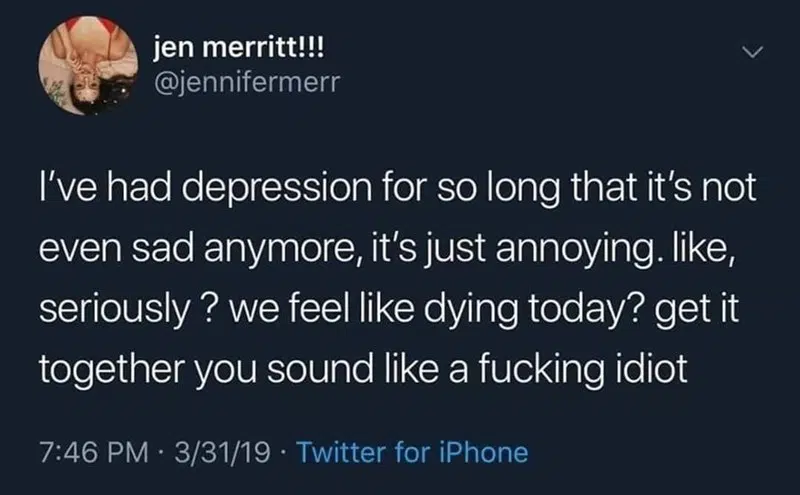 jen merritt!!!
@jennifermerr
I've had depression for so long that it's not
even sad anymore, it's just annoying. like,
seriously ? we feel like dying today? get it
together you sound like a fucking idiot
7:46 PM · 3/31/19 · Twitter for iPhone